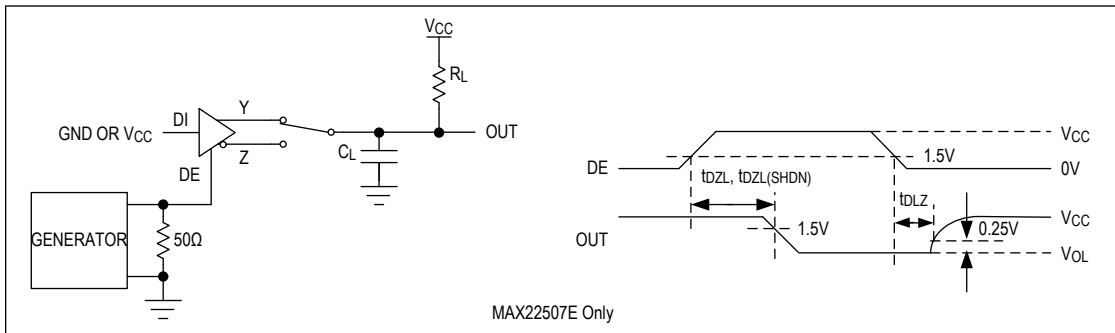 VCC
RL
Y
DI
GND OR VCC
OUT
Z
CL
DE
GENERATOR
50Ω
VCC
1.5V
DE
0V
tDZL, tDZL(SHDN)
tDLZ
VCC
1.5V
0.25V
OUT
VOL
MAX22507E Only